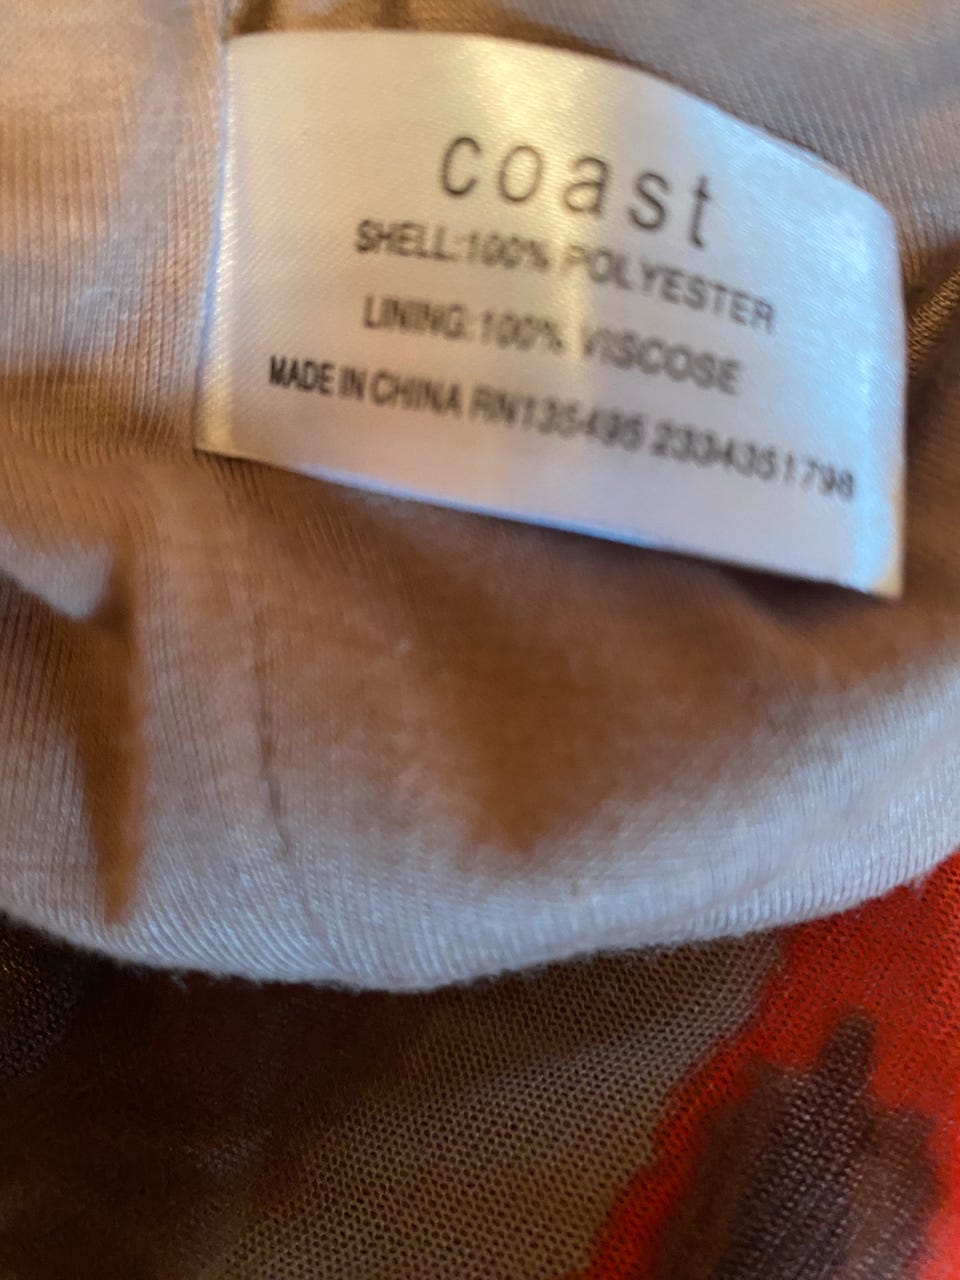 coast
SHELL:100% POLYESTER
LINING:100% VISCOSE
MADE IN CHINA RN135495 2334351798